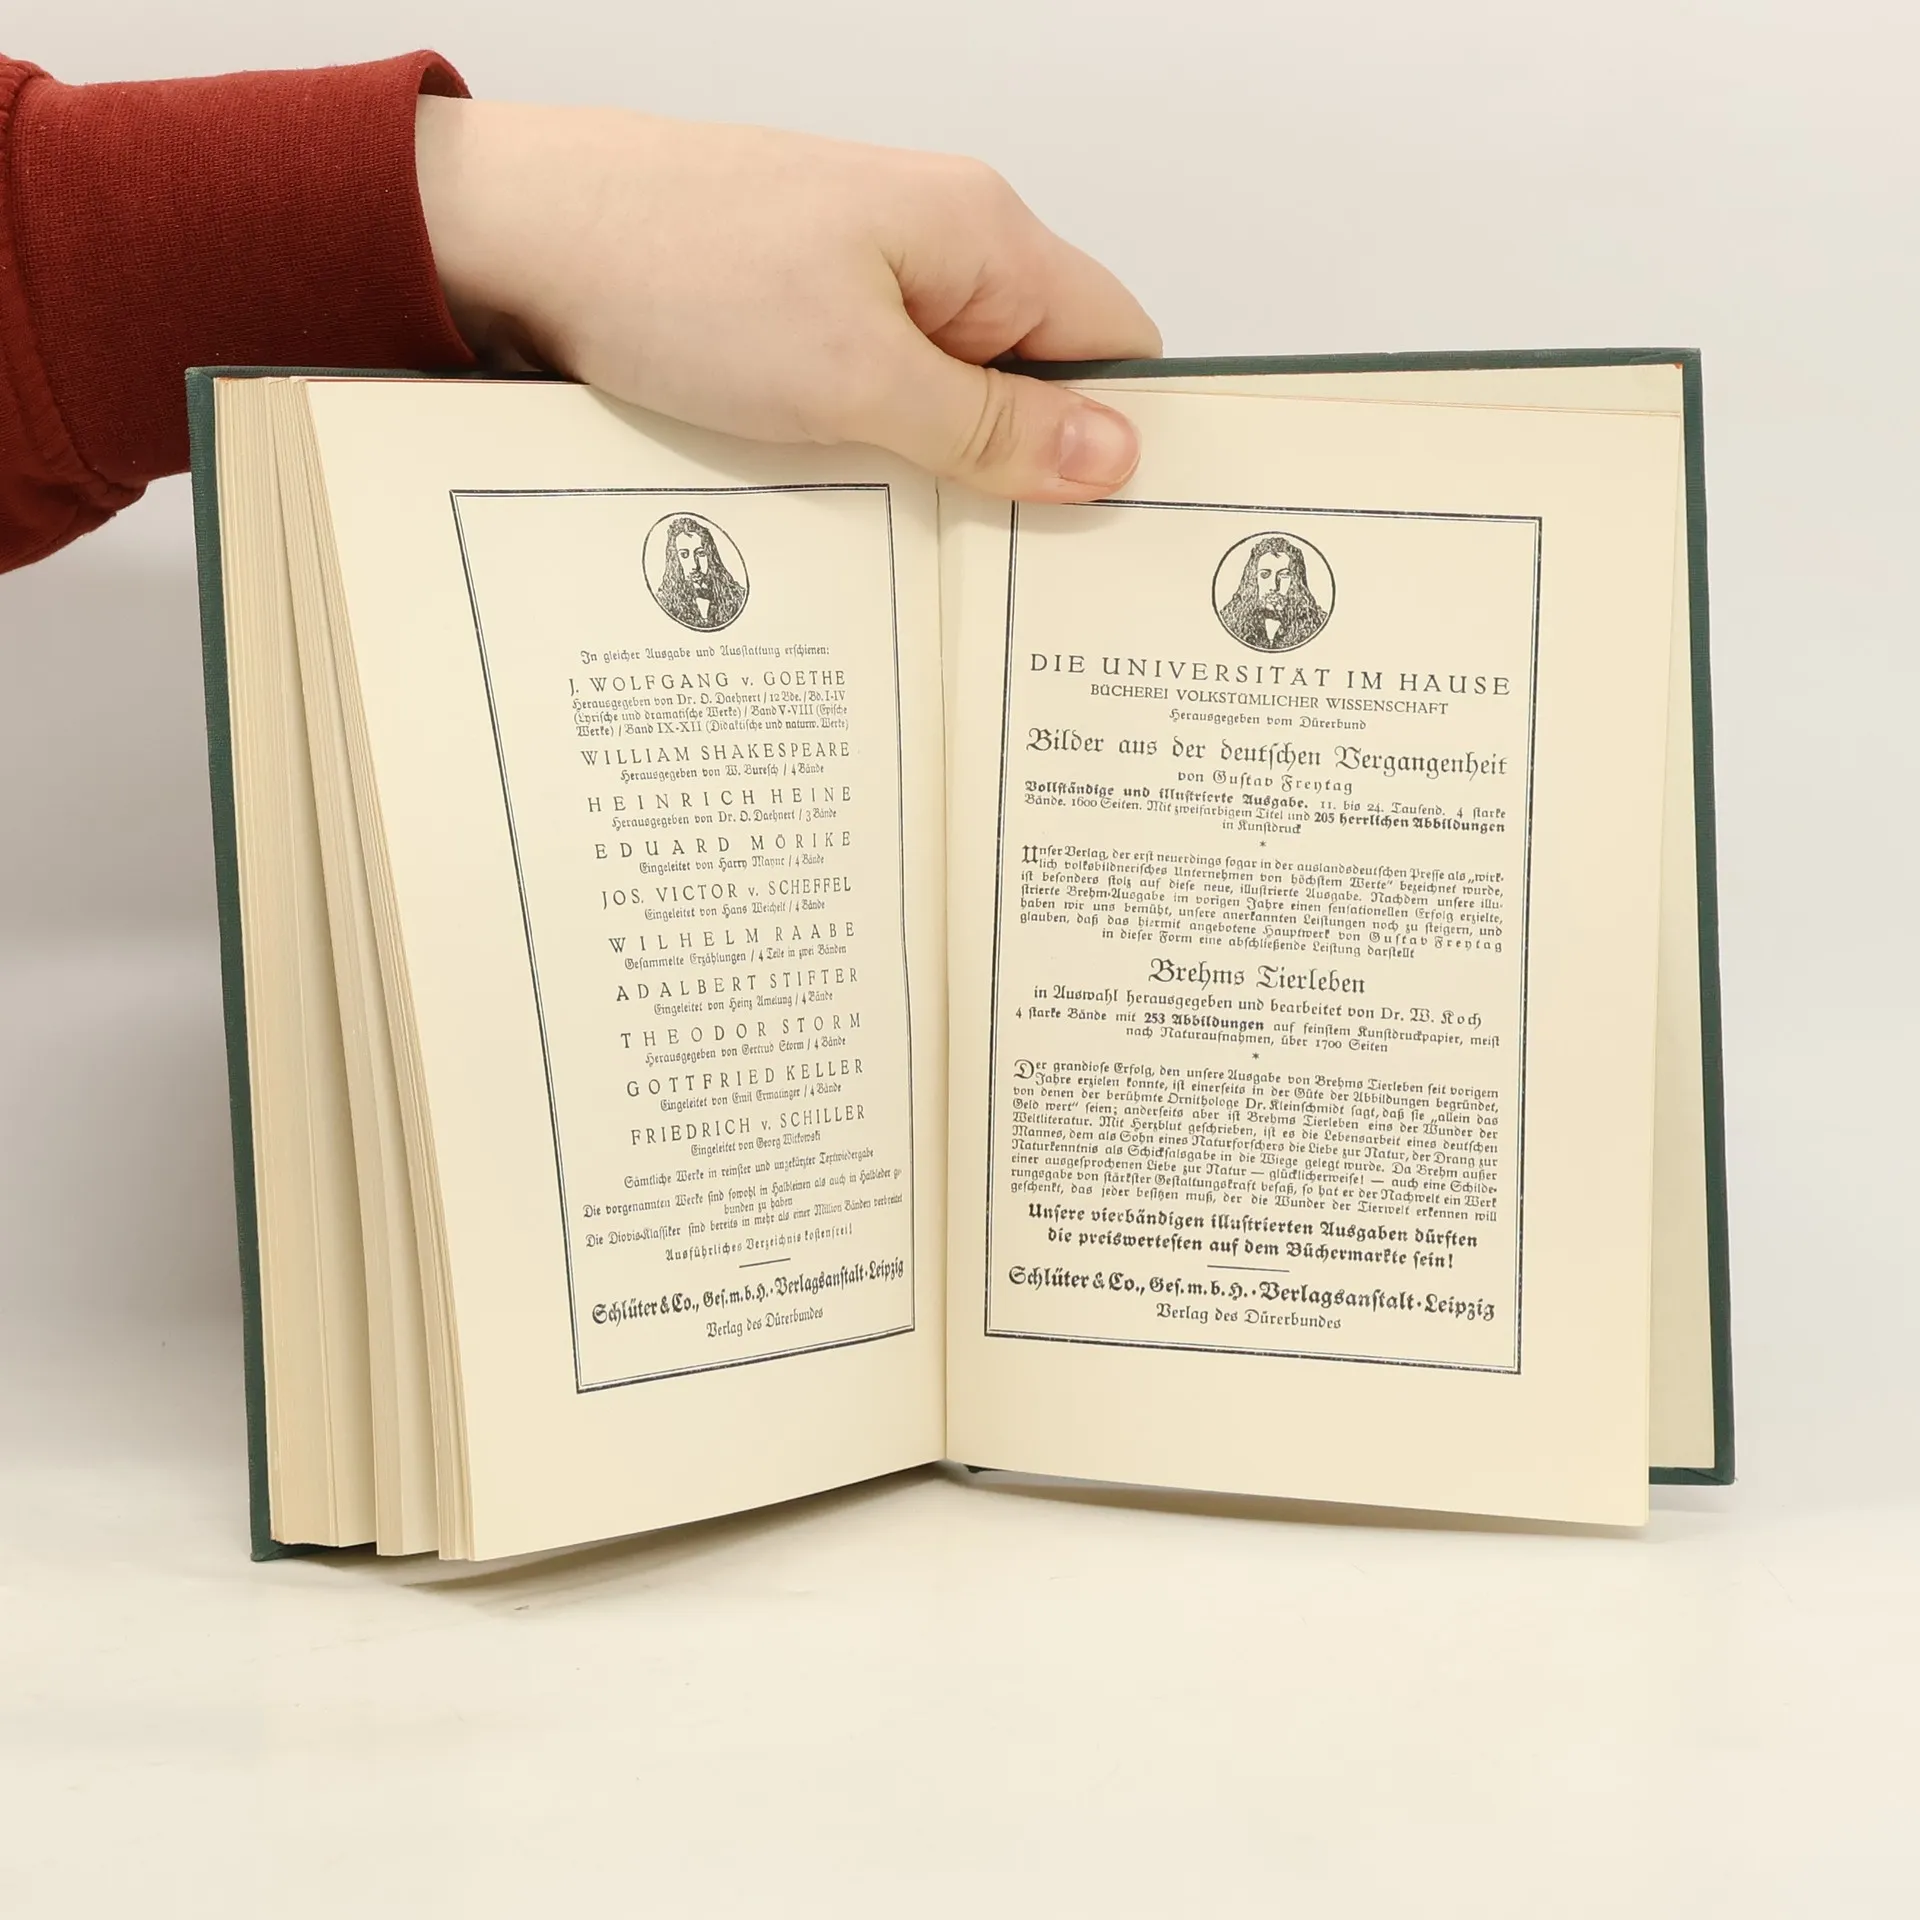 In gleicher Ausgabe und Ausstattung erschienen:
J. WOLFGANG v. GOETHE
Herausgegeben von Dr. O. Daehnert / 12 Bde. / Bd. I-IV
(Lyrische und dramatische Werke) / Band V-VIII (Epische
Werke) / Band IX-XII (Didaktische und naturw. Werke)
WILLIAM SHAKESPEARE
Herausgegeben von W. Buresch / 4 Bände
HEINRICH HEINE
Herausgegeben von Dr. O. Daehnert / 3 Bände
EDUARD MÖRIKE
Eingeleitet von Harry Maync / 4 Bände
JOS. VICTOR v. SCHEFFEL
Eingeleitet von Hans Weichelt / 4 Bände
WILHELM RAABE
Gesammelte Erzählungen / 4 Teile in zwei Bänden
ADALBERT STIFTER
Eingeleitet von Heinz Amelung / 4 Bände
THEODOR STORM
Herausgegeben von Gertrud Storm / 4 Bände
GOTTFRIED KELLER
Eingeleitet von Emil Ermatinger / 4 Bände
FRIEDRICH v. SCHILLER
Eingeleitet von Georg Witkowski
Sämtliche Werke in reinster und ungekürzter Textwiedergabe
Die vorgenannten Werke sind sowohl in Halbleinen als auch in Halbleder ge-
bunden zu haben
Die Diovis-Klassiker sind bereits in mehr als einer Million Bänden verbreitet
Ausführliches Verzeichnis kostenfrei!
Schlüter & Co., Ges. m. b. H. · Verlagsanstalt · Leipzig
Verlag des Dürerbundes
DIE UNIVERSITÄT IM HAUSE
BÜCHEREI VOLKSTÜMLICHER WISSENSCHAFT
Herausgegeben vom Dürerbund
Bilder aus der deutschen Vergangenheit
von Gustav Freytag
Vollständige und illustrierte Ausgabe. 11. bis 24. Tausend. 4 starke
Bände. 1600 Seiten. Mit zweifarbigem Titel und 205 herrlichen Abbildungen
in Kunstdruck
*
Unser Verlag, der erst neuerdings sogar in der auslandsdeutschen Presse als „wirk-
lich volksbildnerisches Unternehmen von höchstem Werte“ bezeichnet wurde,
ist besonders stolz auf diese neue, illustrierte Ausgabe. Nachdem unsere illu-
strierte Brehm-Ausgabe im vorigen Jahre einen sensationellen Erfolg erzielte,
haben wir uns bemüht, unsere anerkannten Leistungen noch zu steigern, und
glauben, daß das hiermit angebotene Hauptwerk von Gustav Freytag
in dieser Form eine abschließende Leistung darstellt
Brehms Tierleben
in Auswahl herausgegeben und bearbeitet von Dr. W. Koch
4 starke Bände mit 253 Abbildungen auf feinstem Kunstdruckpapier, meist
nach Naturaufnahmen, über 1700 Seiten
*
Der grandiose Erfolg, den unsere Ausgabe von Brehms Tierleben seit vorigem
Jahre erzielen konnte, ist einerseits in der Güte der Abbildungen begründet,
von denen der berühmte Ornithologe Dr. Kleinschmidt sagt, daß sie „allein das
Geld wert“ seien; anderseits aber ist Brehms Tierleben eins der Wunder der
Weltliteratur. Mit Herzblut geschrieben, ist es die Lebensarbeit eines deutschen
Mannes, dem als Sohn eines Naturforschers die Liebe zur Natur, der Drang zur
Naturkenntnis als Schicksalsgabe in die Wiege gelegt wurde. Da Brehm außer
einer ausgesprochenen Liebe zur Natur — glücklicherweise! — auch eine Schilde-
rungsgabe von stärkster Gestaltungskraft besaß, so hat er der Nachwelt ein Werk
geschenkt, das jeder besitzen muß, der die Wunder der Tierwelt erkennen will
Unsere vierbändigen illustrierten Ausgaben dürften
die preiswertesten auf dem Büchermarkte sein!
Schlüter & Co., Ges. m. b. H. · Verlagsanstalt · Leipzig
Verlag des Dürerbundes